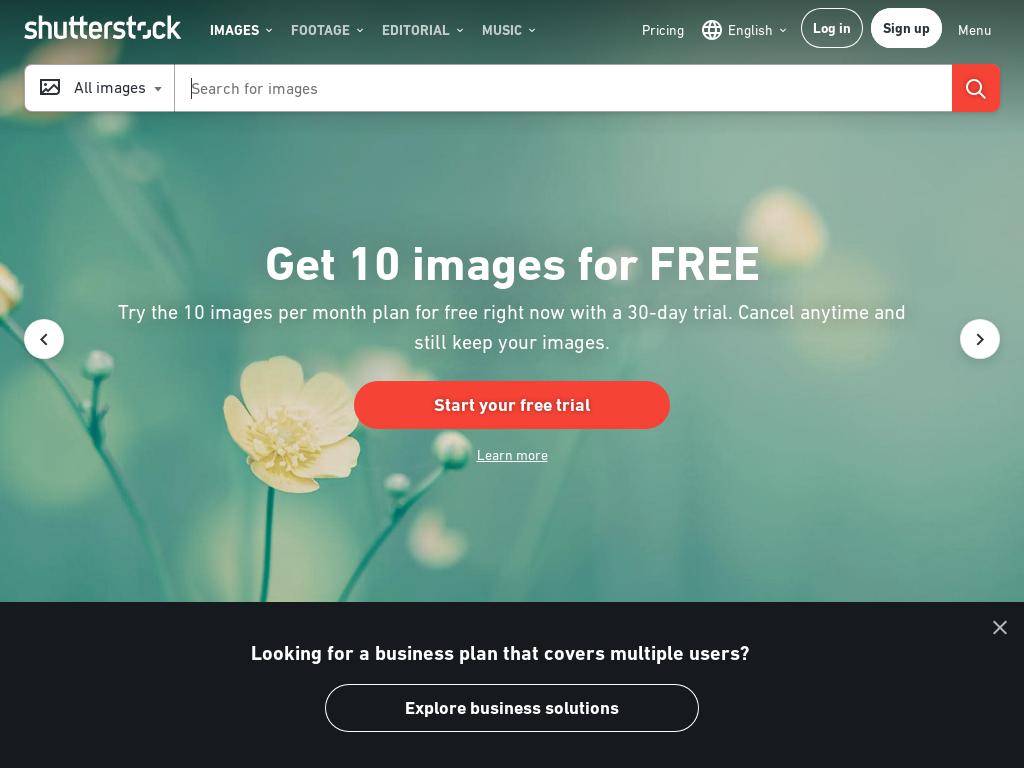 shutterstock
IMAGES
FOOTAGE
EDITORIAL
MUSIC
Pricing
English
Log in
Sign up
Menu
All images
Search for images
Get 10 images for FREE
Try the 10 images per month plan for free right now with a 30-day trial. Cancel anytime and
still keep your images.
Start your free trial
Learn more
Looking for a business plan that covers multiple users?
Explore business solutions